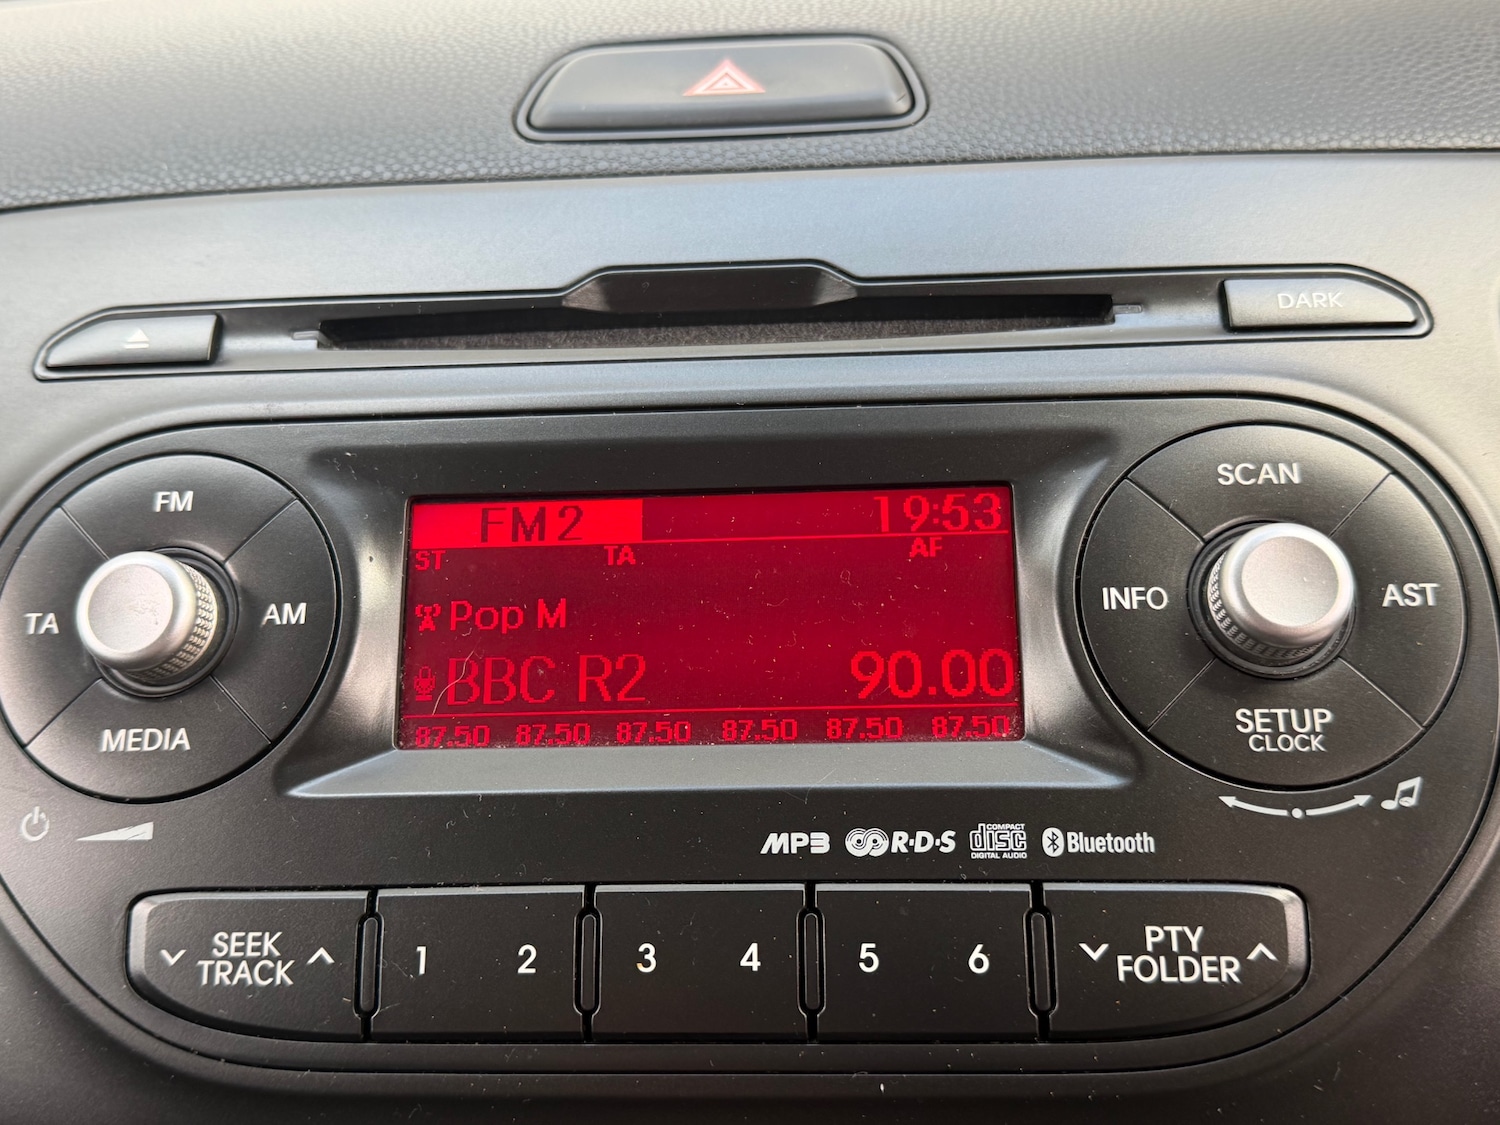 DARK
FM
TA
AM
MEDIA
FM2 19:53
ST TA AF
Pop M
BBC R2 90.00
87.50 87.50 87.50 87.50 87.50 87.50
SCAN
INFO
AST
SETUP
CLOCK
MP3 R·D·S COMPACT disc DIGITAL AUDIO Bluetooth
SEEK
TRACK
1 2 3 4 5 6
PTY
FOLDER